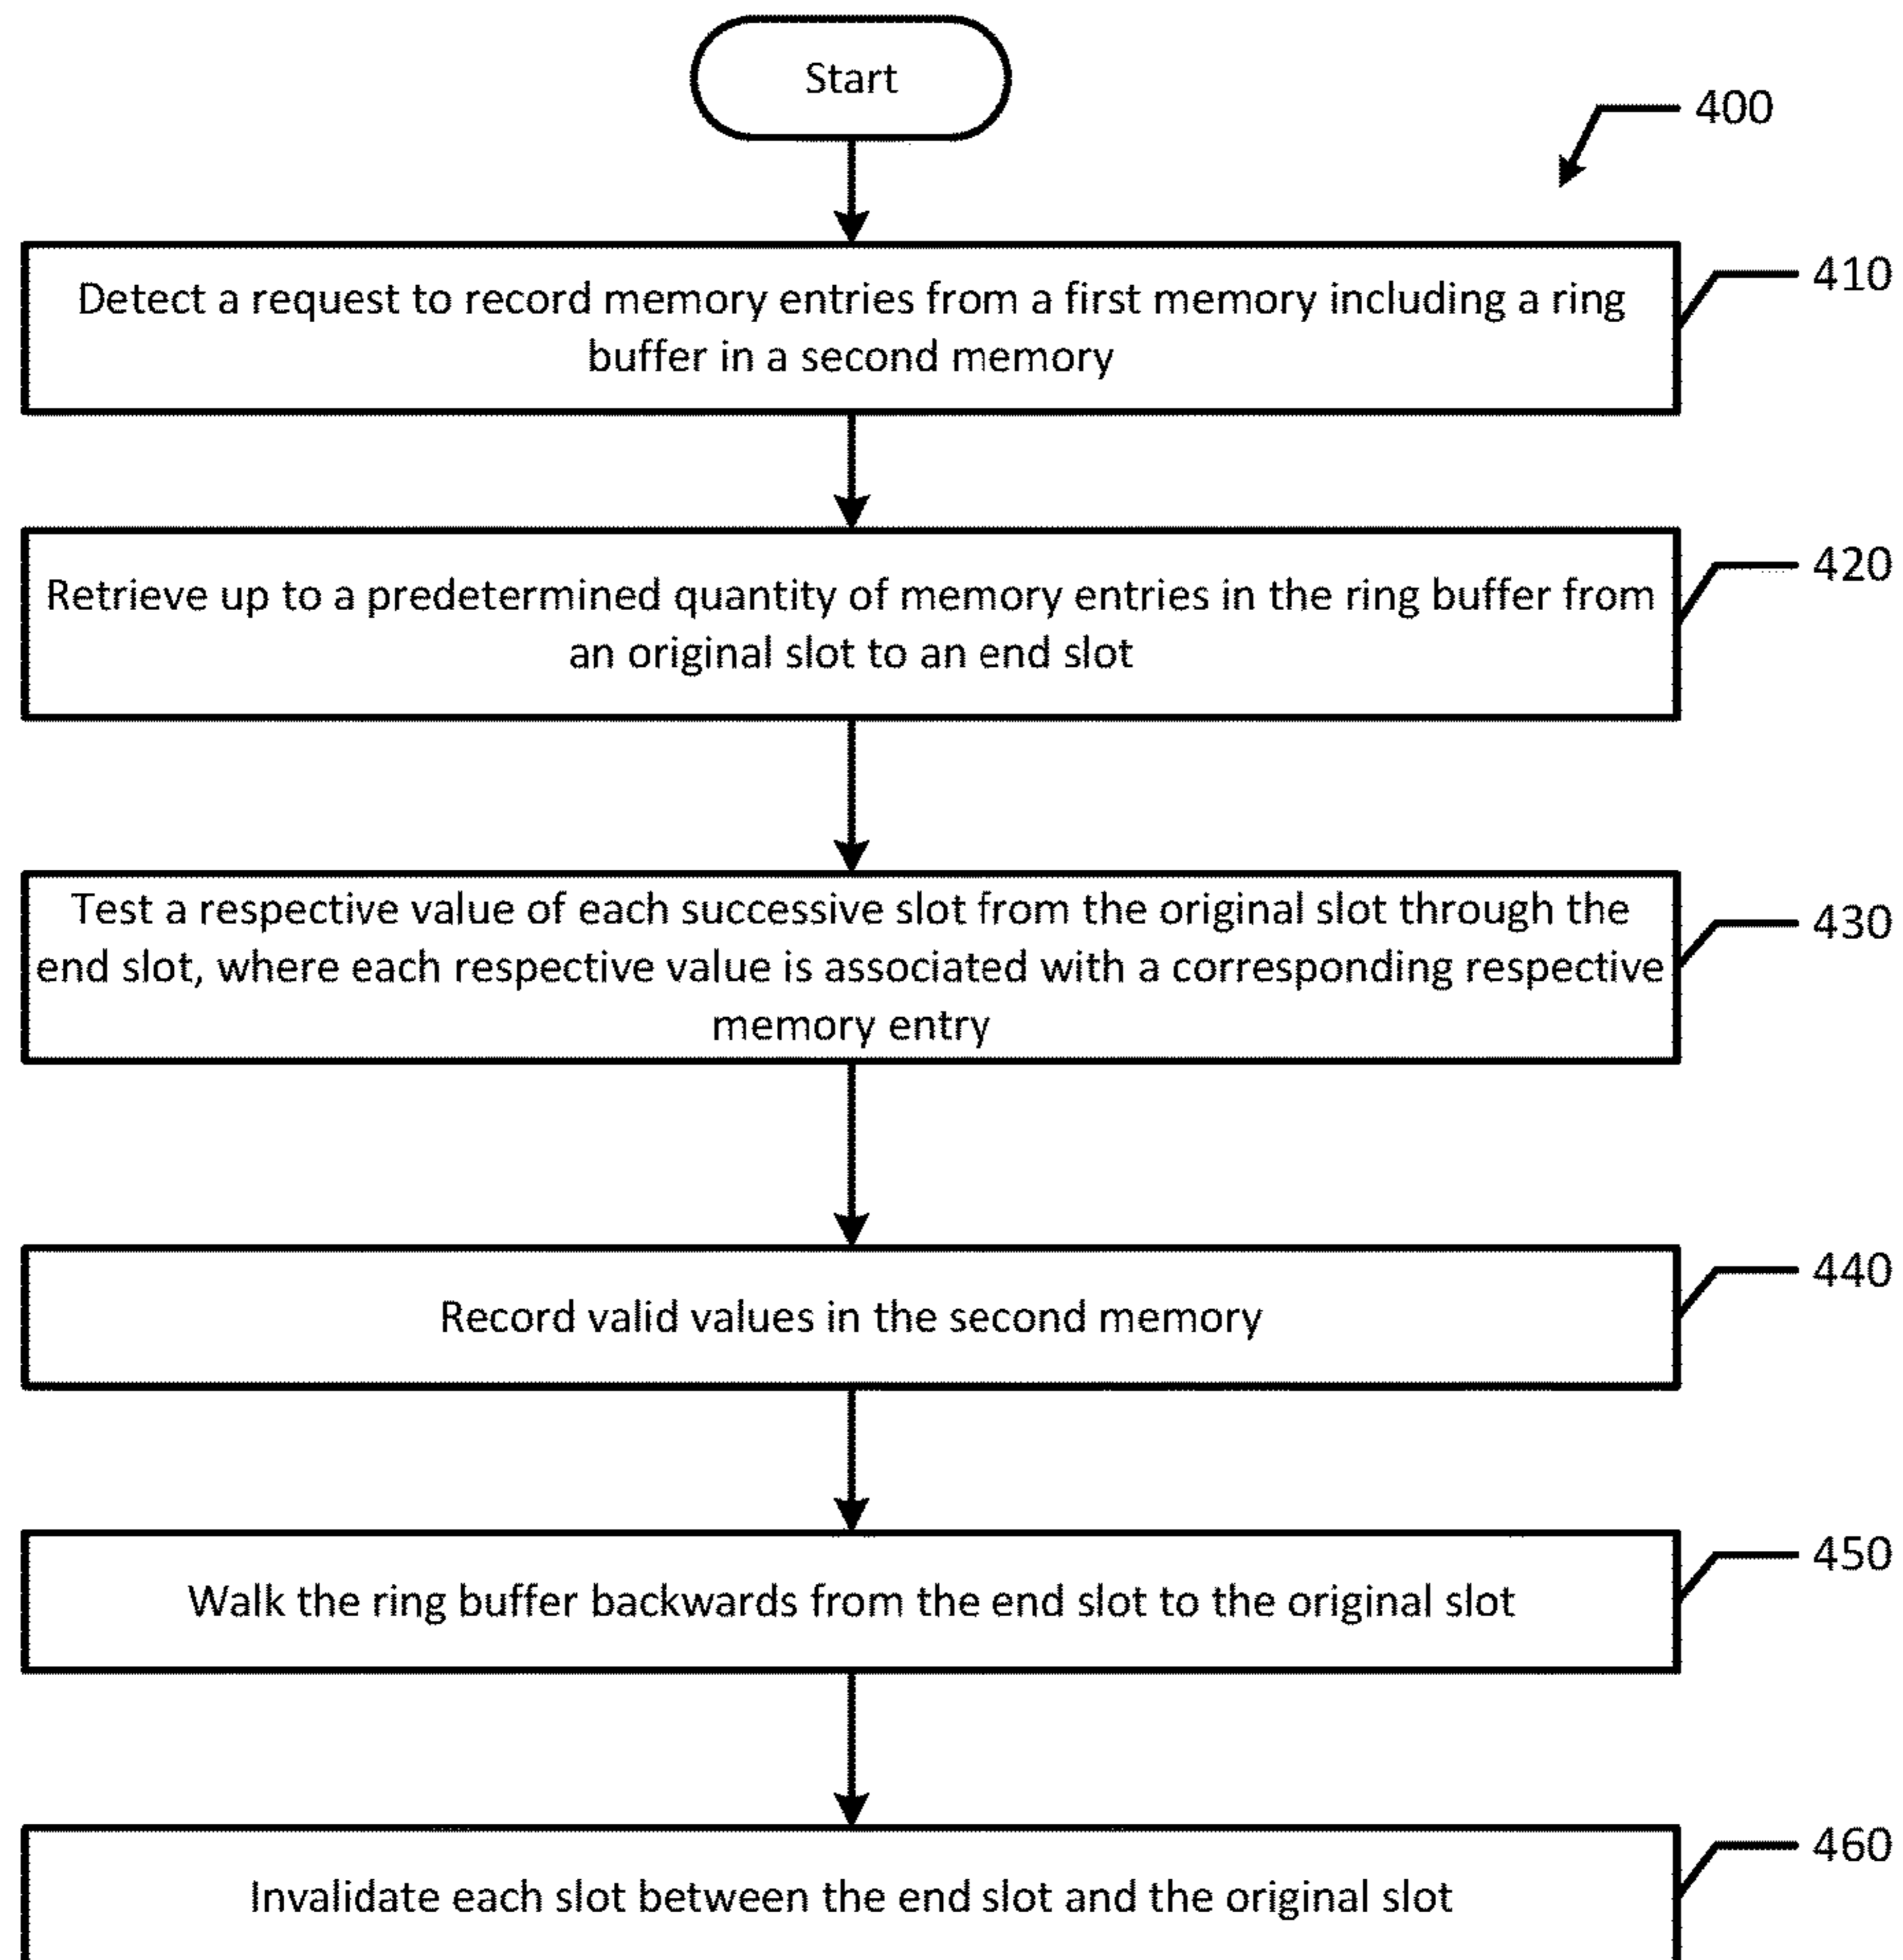 Start
400
Detect a request to record memory entries from a first memory including a ring
buffer in a second memory
410
Retrieve up to a predetermined quantity of memory entries in the ring buffer from
an original slot to an end slot
420
Test a respective value of each successive slot from the original slot through the
end slot, where each respective value is associated with a corresponding respective
memory entry
430
Record valid values in the second memory
440
Walk the ring buffer backwards from the end slot to the original slot
450
Invalidate each slot between the end slot and the original slot
460